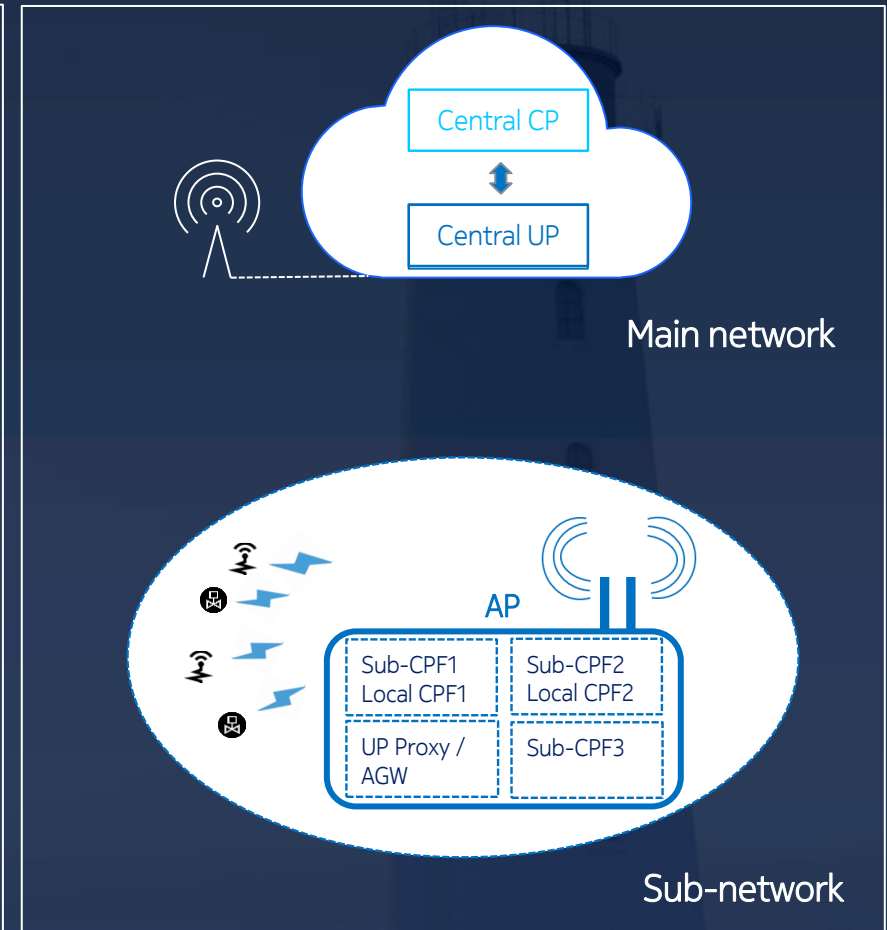 Central CP
Central UP
Main network
AP
Sub-CPF1
Local CPF1
Sub-CPF2
Local CPF2
UP Proxy /
AGW
Sub-CPF3
Sub-network